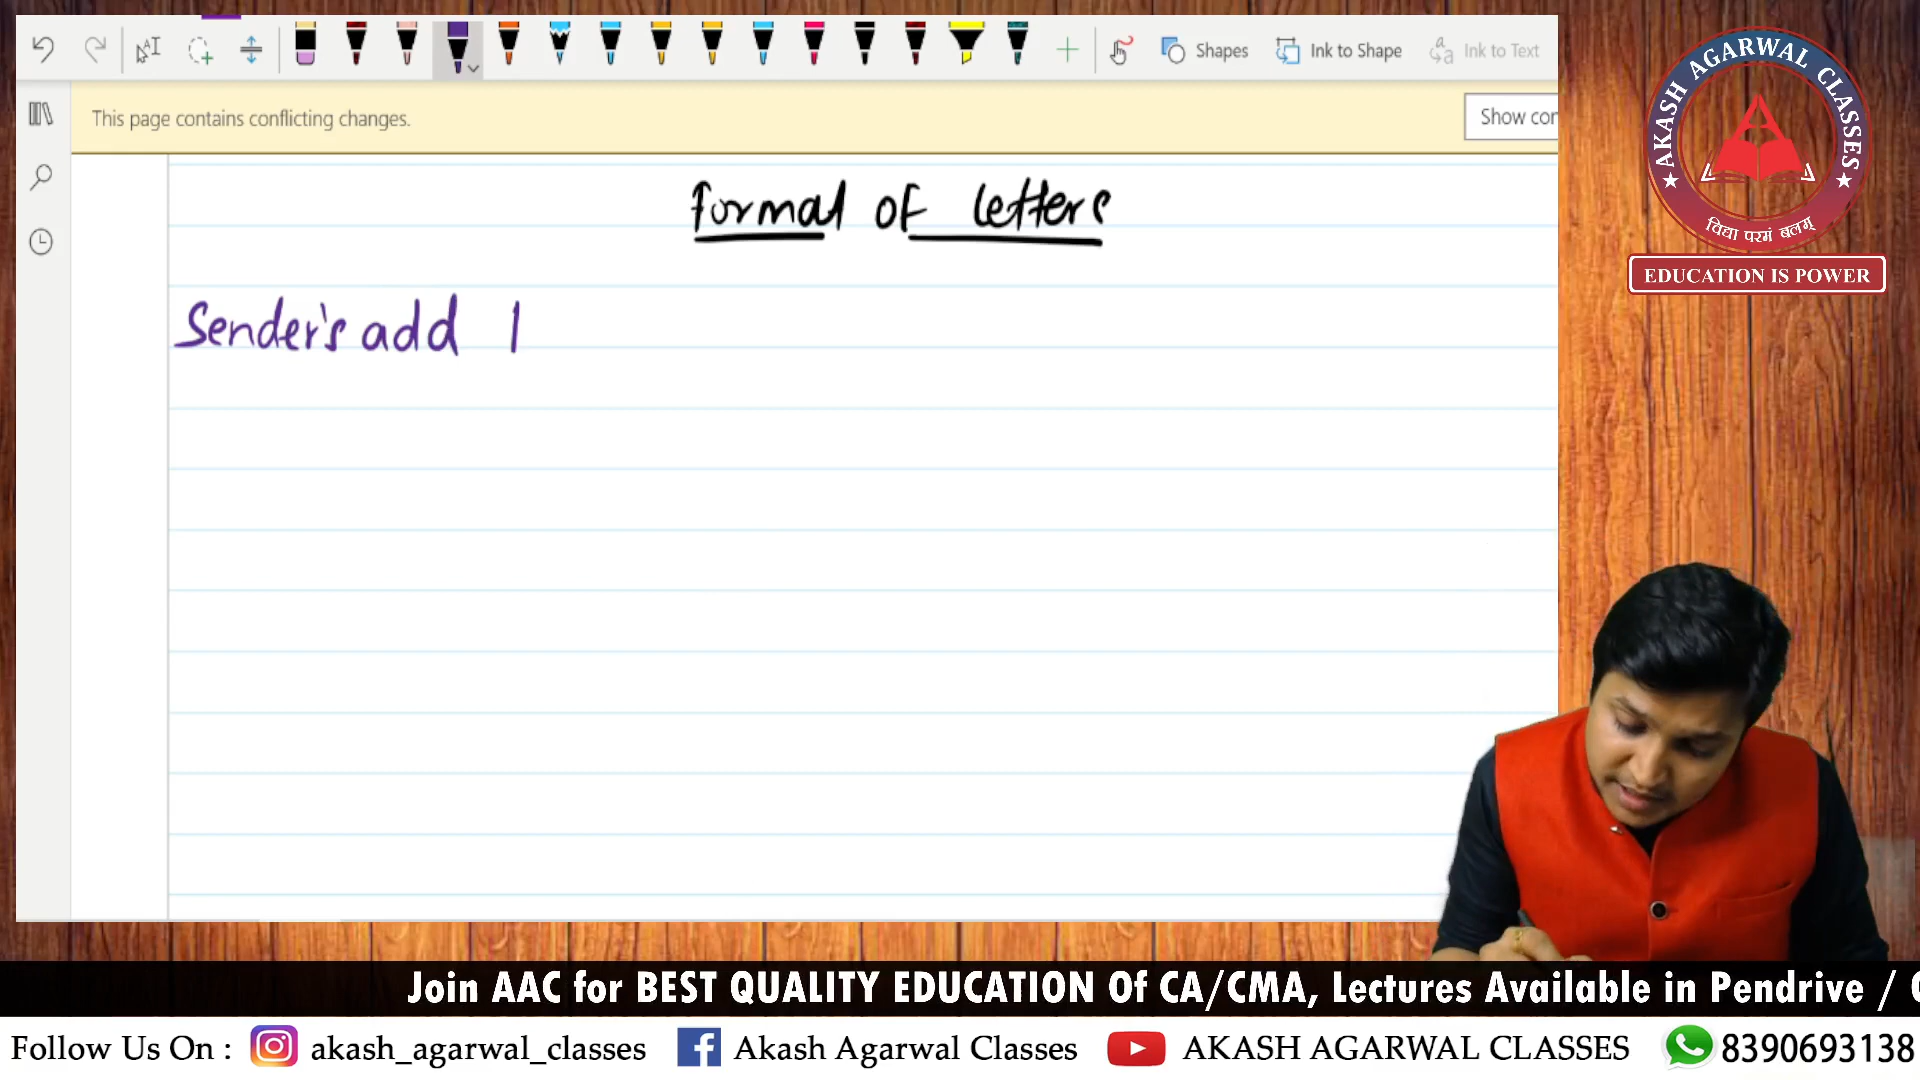 Shapes
Ink to Shape
Ink to Text
This page contains conflicting changes.
Show con
Format of letters
Sender's add 1
AKASH AGARWAL CLASSES
विद्या परमं बलम्
EDUCATION IS POWER
Join AAC for BEST QUALITY EDUCATION Of CA/CMA, Lectures Available in Pendrive /
Follow Us On : akash_agarwal_classes Akash Agarwal Classes AKASH AGARWAL CLASSES 8390693138